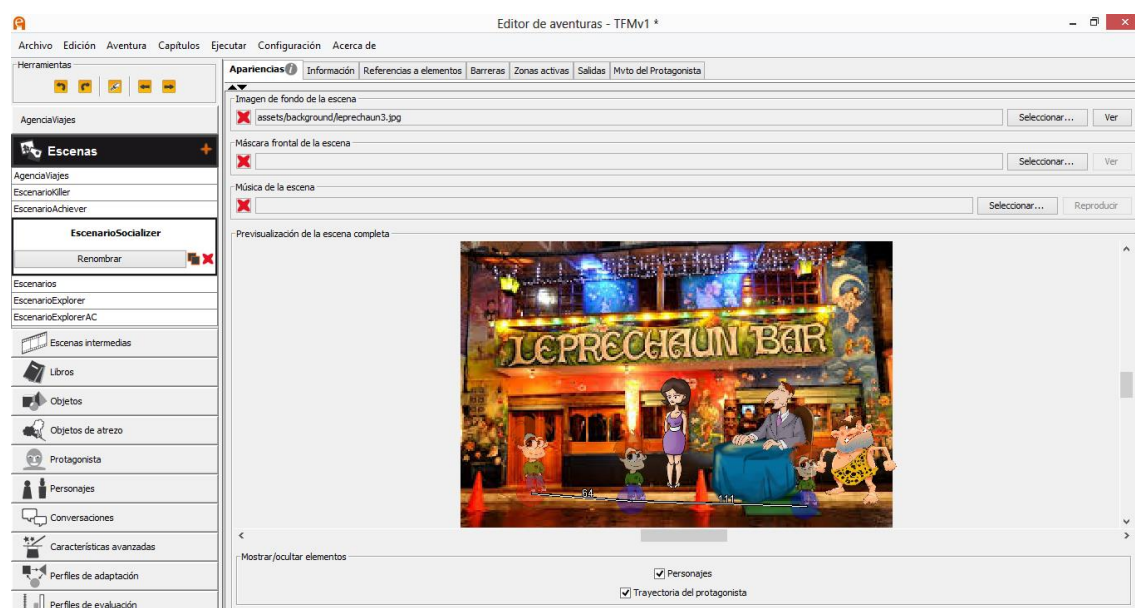 Editor de aventuras - TFMv1 *
Archivo Edición Aventura Capítulos Ejecutar Configuración Acerca de
Herramientas
AgenciaViajes
Escenas
AgenciaViajes
EscenarioKiller
EscenarioAchiever
EscenarioSocializer
Renombrar
Escenarios
EscenarioExplorer
EscenarioExplorerAC
Escenas intermedias
Libros
Objetos
Objetos de atrezo
Protagonista
Personajes
Conversaciones
Características avanzadas
Perfiles de adaptación
Perfiles de evaluación
Apariencias Información Referencias a elementos Barreras Zonas activas Salidas Mvto del Protagonista
Imagen de fondo de la escena
assets/background/leprechaun3.jpg Seleccionar... Ver
Máscara frontal de la escena
Seleccionar... Ver
Música de la escena
Seleccionar... Reproducir
Previsualización de la escena completa
LEPRECHAUN BAR
64 111
Mostrar/ocultar elementos
Personajes
Trayectoria del protagonista